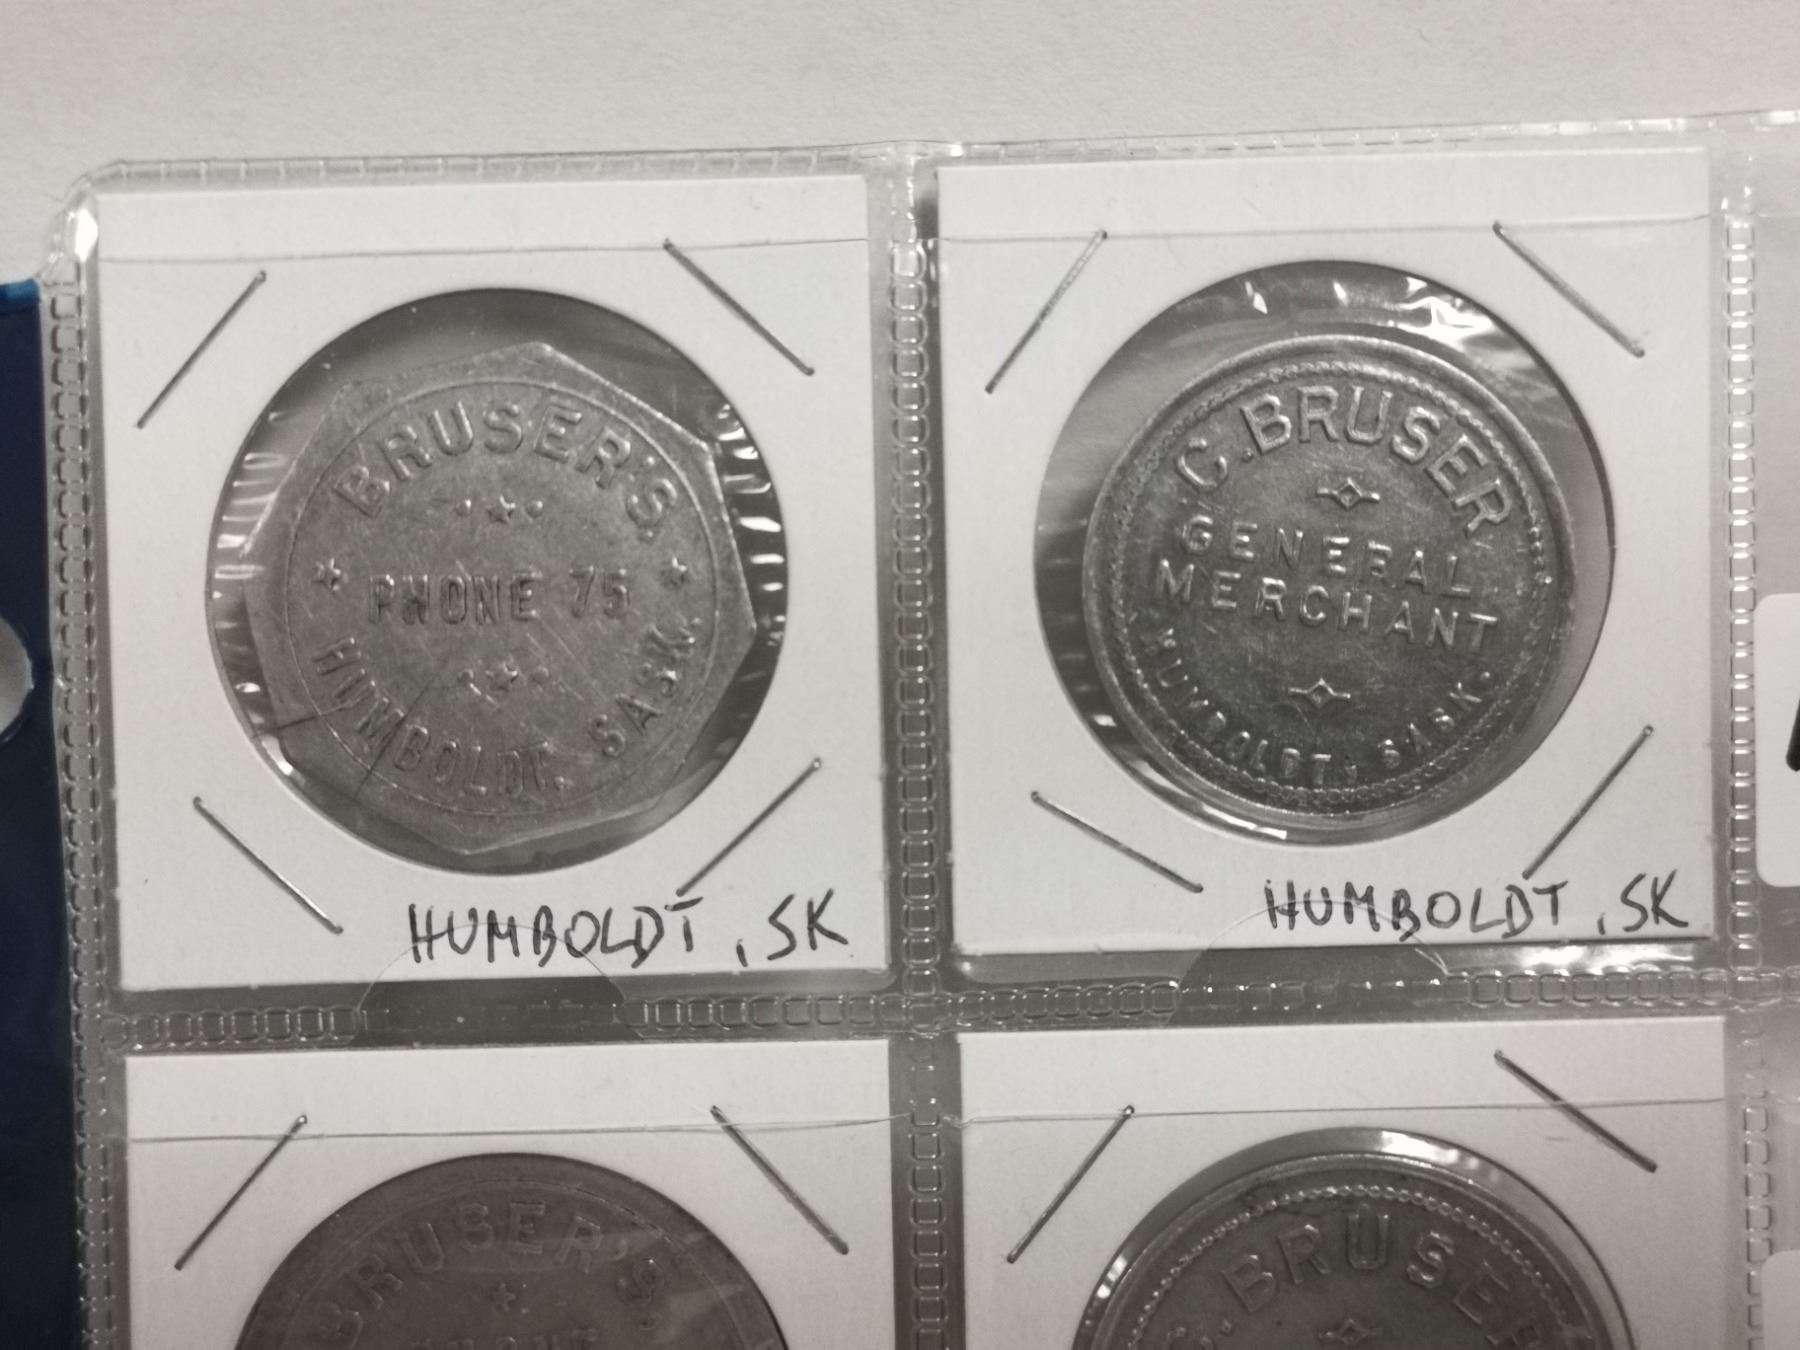 BRUSER'S
PHONE 75
HUMBOLDT, SASK.
HUMBOLDT, SK
C. BRUSER
GENERAL
MERCHANT
HUMBOLDT, SASK.
HUMBOLDT, SK
BRUSER'S
C. BRUSER